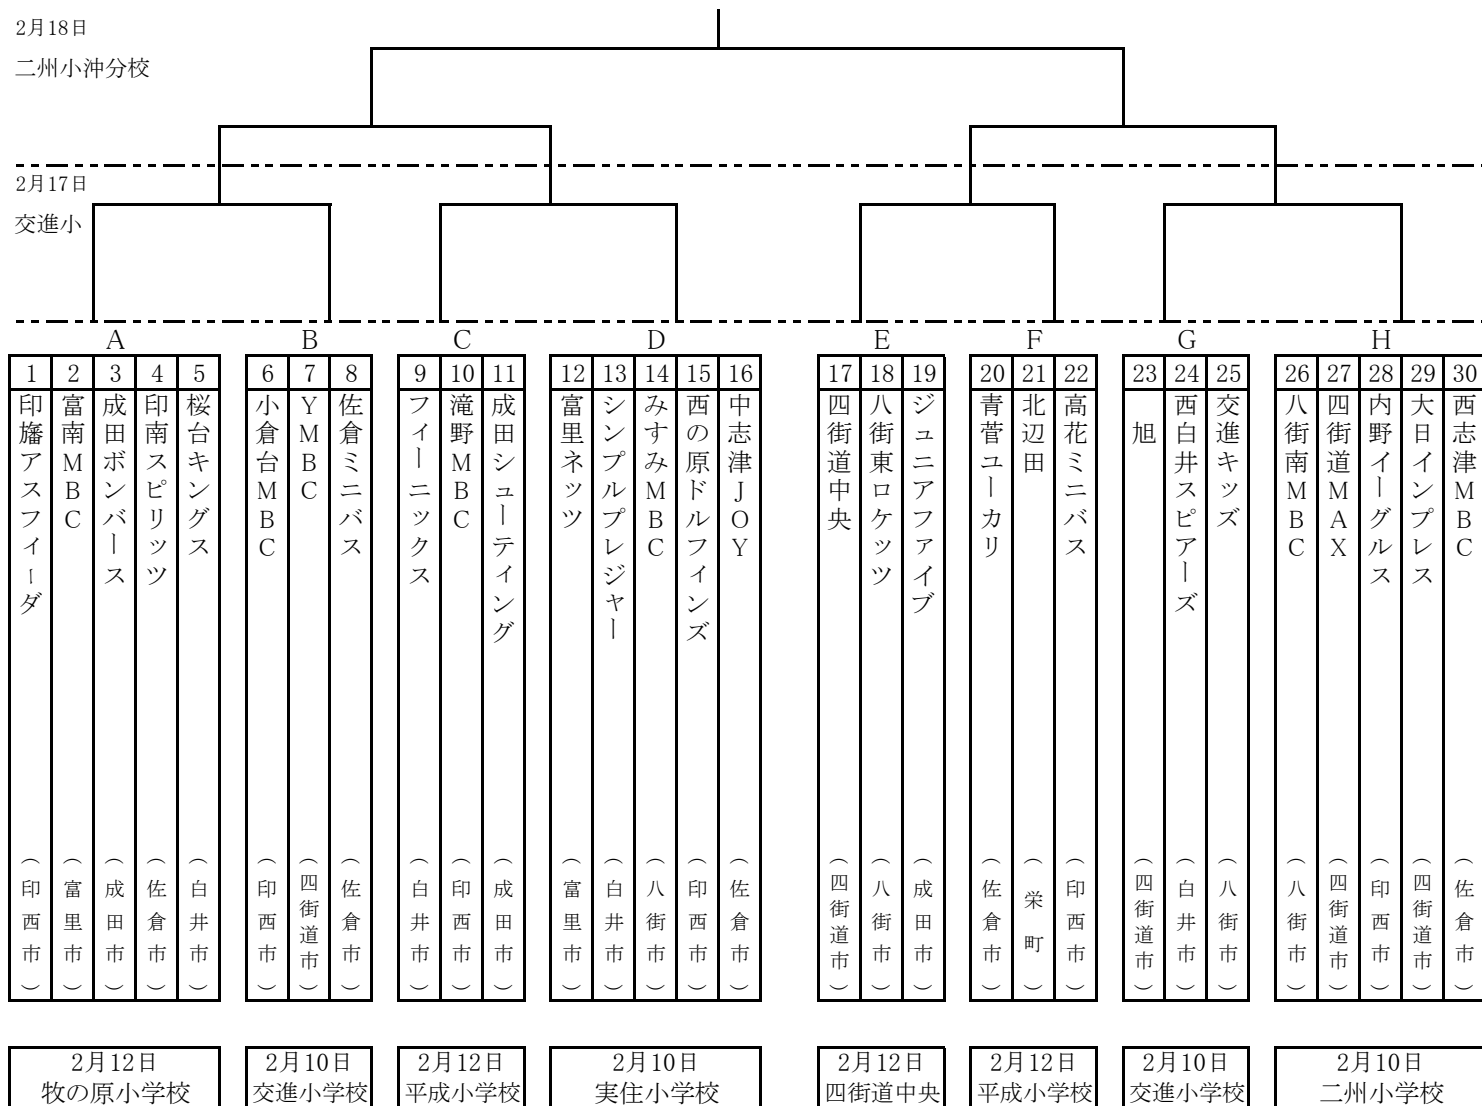 2月18日
二州小沖分校
2月17日
交進小
A
B
C
D
E
F
G
H
1
2
3
4
5
6
7
8
9
10
11
12
13
14
15
16
17
18
19
20
21
22
23
24
25
26
27
28
29
30
印旛アスフィーダ
富南MBC
成田ボンバース
印南スピリッツ
桜台キングス
小倉台MBC
YMBC
佐倉ミニバス
フィーニックス
滝野MBC
成田シューティング
富里ネッツ
シンプルプレジャー
みすみMBC
西の原ドルフィンズ
中志津JOY
四街道中央
八街東ロケッツ
ジュニアファイブ
青菅ユーカリ
北辺田
高花ミニバス
旭
西白井スピアーズ
交進キッズ
八街南MBC
四街道MAX
内野イーグルス
大日インプレス
西志津MBC
（印西市）
（富里市）
（成田市）
（佐倉市）
（白井市）
（印西市）
（四街道市）
（佐倉市）
（白井市）
（印西市）
（成田市）
（富里市）
（白井市）
（八街市）
（印西市）
（佐倉市）
（四街道市）
（八街市）
（成田市）
（佐倉市）
（栄町）
（印西市）
（四街道市）
（白井市）
（八街市）
（八街市）
（四街道市）
（印西市）
（四街道市）
（佐倉市）
2月12日
牧の原小学校
2月10日
交進小学校
2月12日
平成小学校
2月10日
実住小学校
2月12日
四街道中央
2月12日
平成小学校
2月10日
交進小学校
2月10日
二州小学校